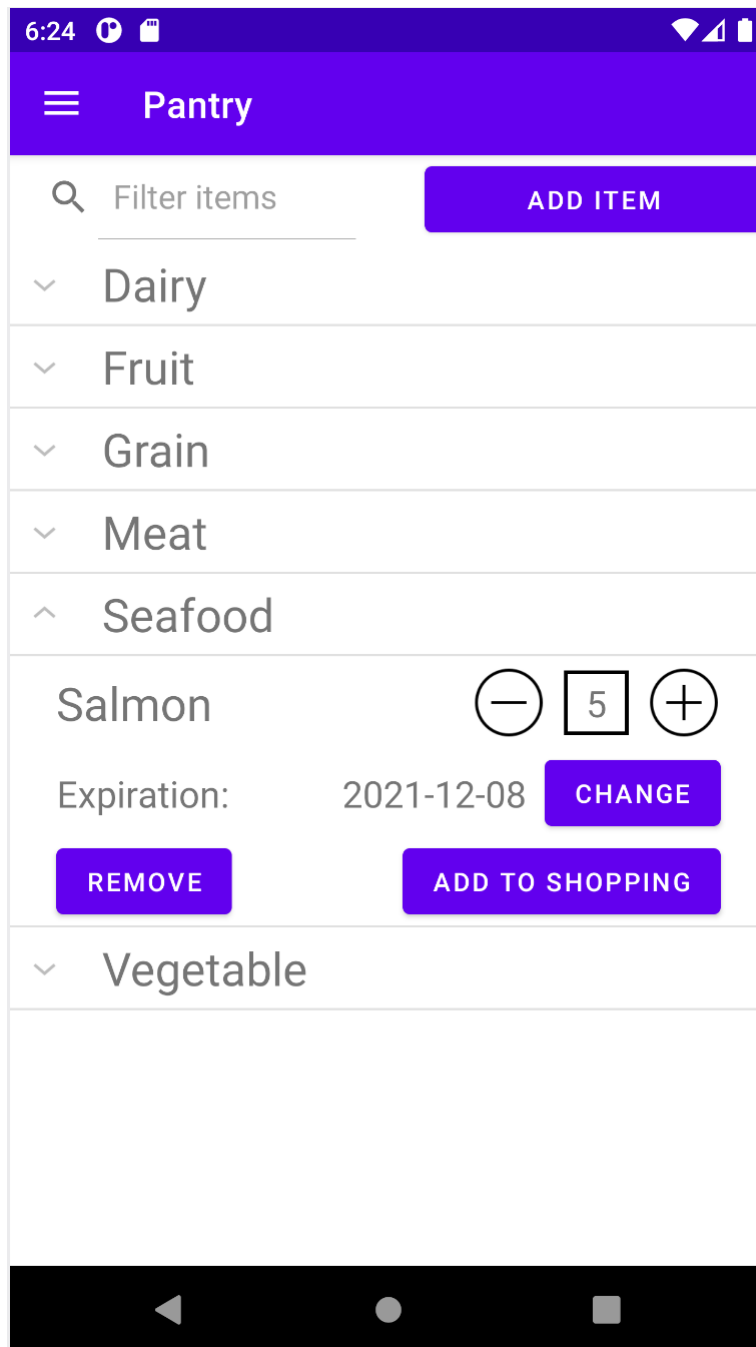 6:24
Pantry
Filter items ADD ITEM
Dairy
Fruit
Grain
Meat
Seafood
Salmon 5
Expiration: 2021-12-08 CHANGE
REMOVE ADD TO SHOPPING
Vegetable